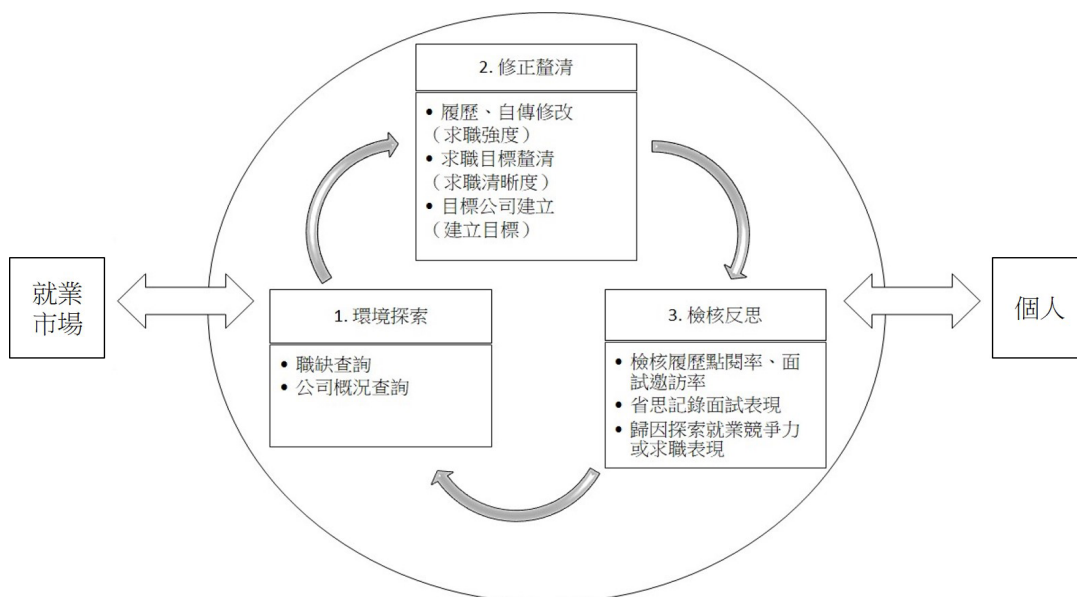 2. 修正釐清
• 履歷、自傳修改
(求職強度)
• 求職目標釐清
(求職清晰度)
• 目標公司建立
(建立目標)
就業
市場
1. 環境探索
• 職缺查詢
• 公司概況查詢
3. 檢核反思
• 檢核履歷點閱率、面
試邀訪率
• 省思記錄面試表現
• 歸因探索就業競爭力
或求職表現
個人